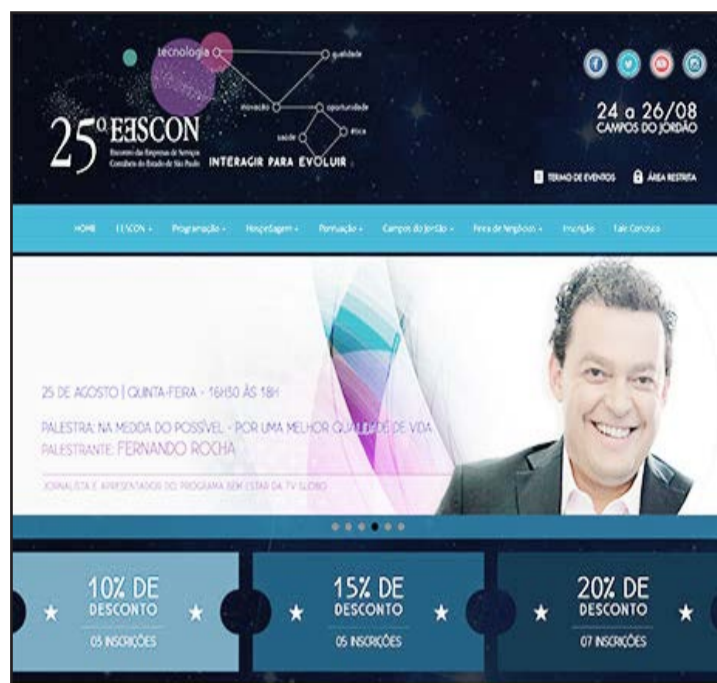 tecnologia
qualidade
inovação
oportunidade
saúde
ética
25º EESCON
Encontro das Empresas de Serviços
Contábeis do Estado de São Paulo
INTERAGIR PARA EVOLUIR
24 a 26/08
CAMPOS DO JORDÃO
TERMO DE EVENTOS
ÁREA RESTRITA
HOME EESCON Programação Hospedagem Pontuação Campos do Jordão Feira de Negócios Inscrição Fale Conosco
25 DE AGOSTO | QUINTA-FEIRA - 16H30 ÀS 18H
PALESTRA: NA MEDIDA DO POSSÍVEL - POR UMA MELHOR QUALIDADE DE VIDA
PALESTRANTE: FERNANDO ROCHA
JORNALISTA E APRESENTADOR DO PROGRAMA BEM ESTAR DA TV GLOBO
10% DE
DESCONTO
03 INSCRIÇÕES
15% DE
DESCONTO
05 INSCRIÇÕES
20% DE
DESCONTO
07 INSCRIÇÕES